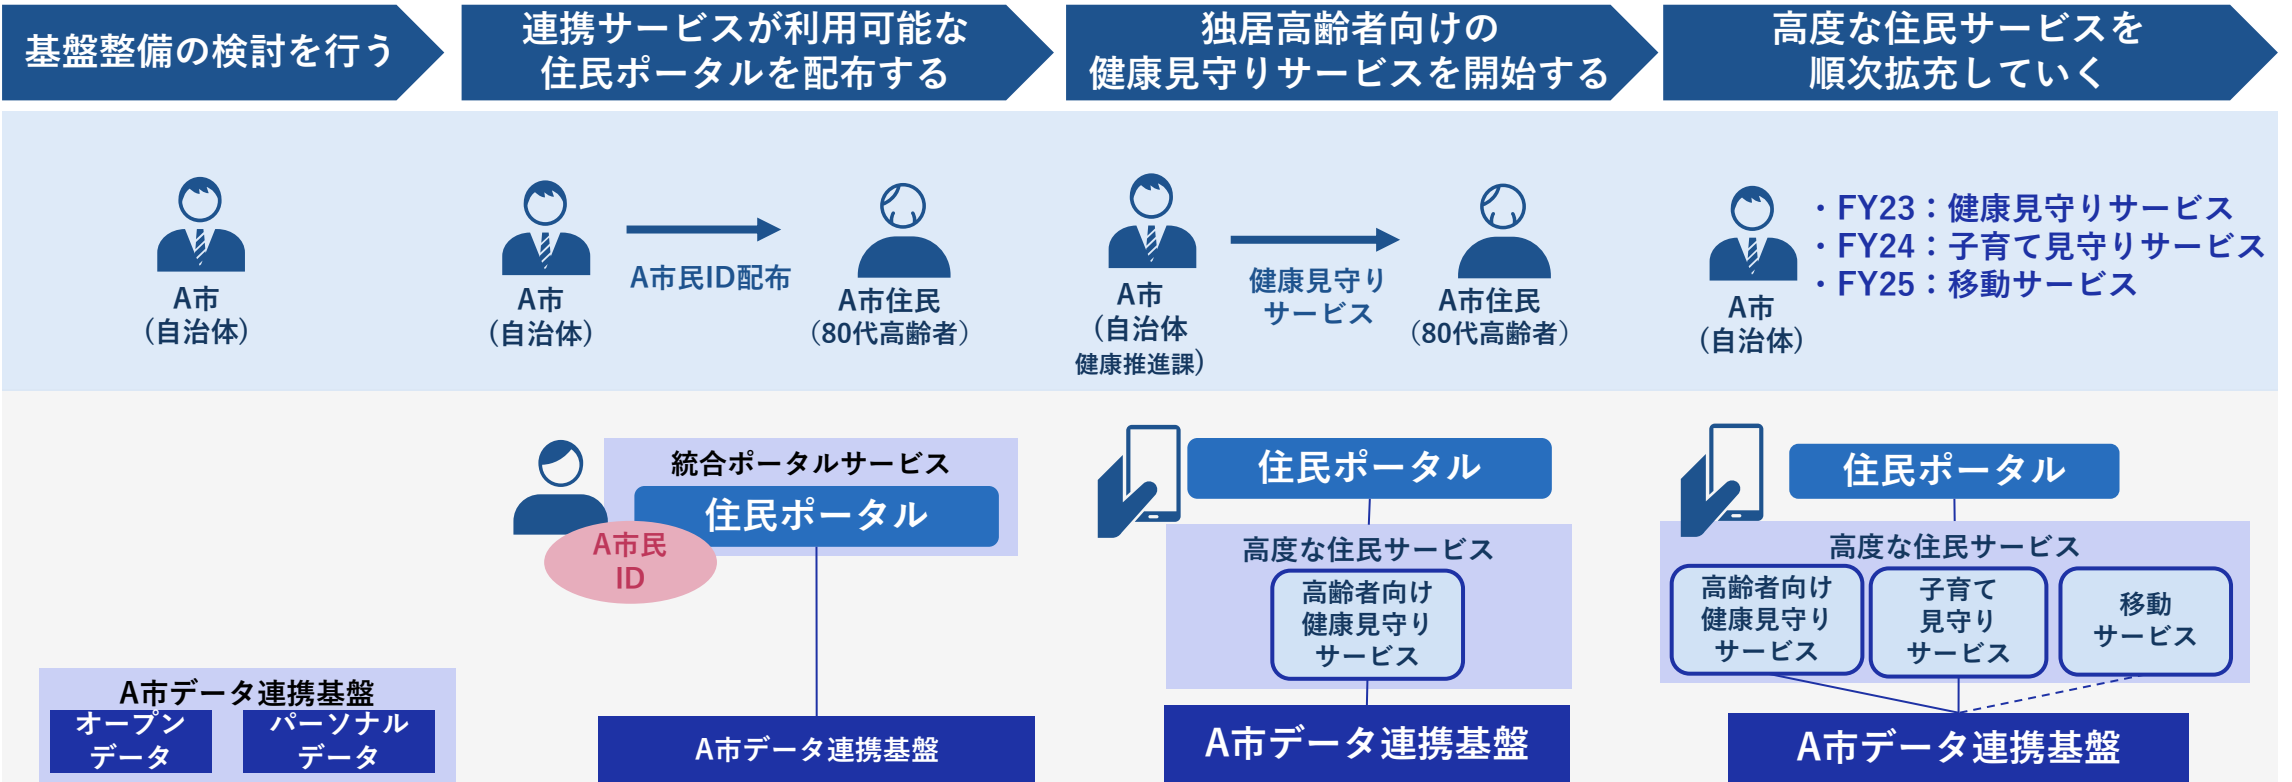 基盤整備の検討を行う
連携サービスが利用可能な
住民ポータルを配布する
独居高齢者向けの
健康見守りサービスを開始する
高度な住民サービスを
順次拡充していく
A市
(自治体)
A市
(自治体)
A市民ID配布
A市住民
（80代高齢者）
A市
(自治体
健康推進課)
健康見守り
サービス
A市住民
（80代高齢者）
A市
(自治体)
・FY23：健康見守りサービス
・FY24：子育て見守りサービス
・FY25：移動サービス
A市データ連携基盤
オープン
データ
パーソナル
データ
統合ポータルサービス
住民ポータル
A市民
ID
A市データ連携基盤
住民ポータル
高度な住民サービス
高齢者向け
健康見守り
サービス
A市データ連携基盤
住民ポータル
高度な住民サービス
高齢者向け
健康見守り
サービス
子育て
見守り
サービス
移動
サービス
A市データ連携基盤